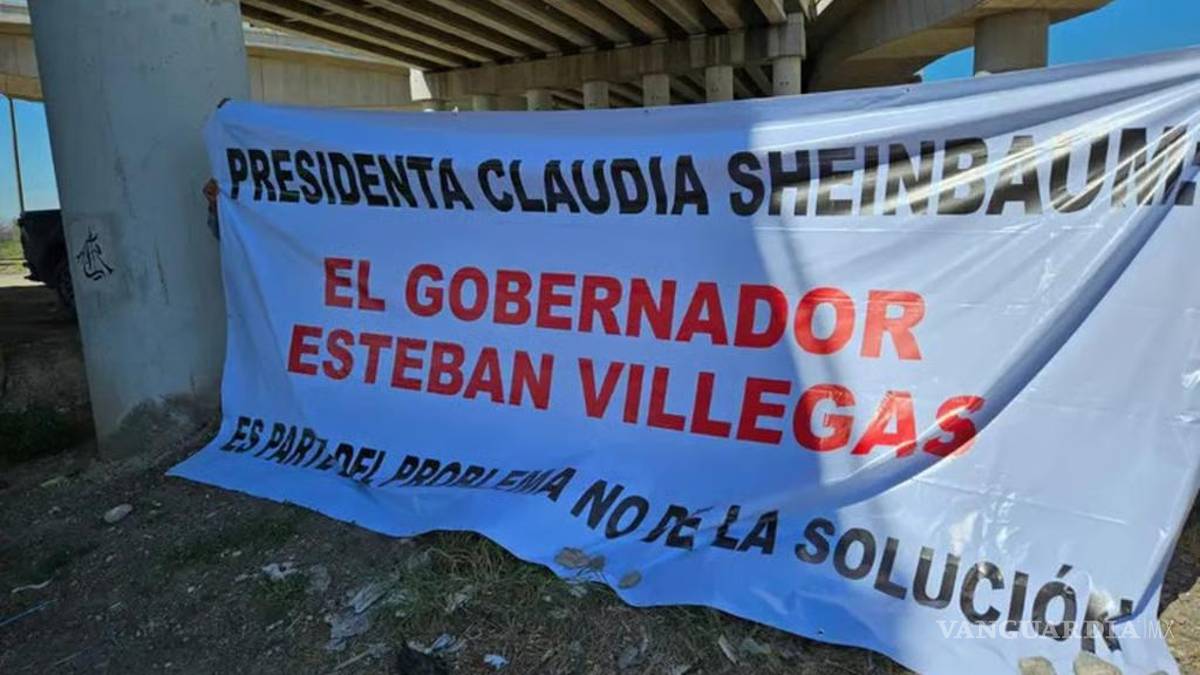 PRESIDENTA CLAUDIA SHEINBAUM:
EL GOBERNADOR
ESTEBAN VILLEGAS
ES PARTE DEL PROBLEMA NO DE LA SOLUCIÓN
VANGUARDIA|MX